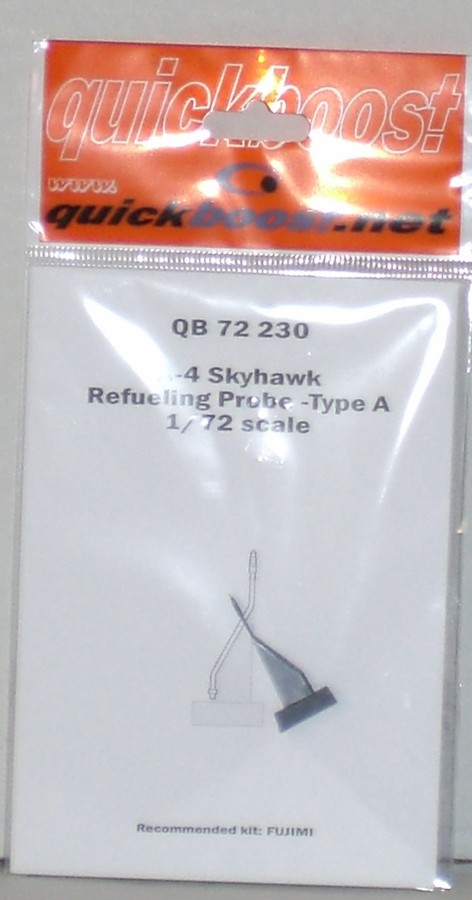 quickboost
www.
quickboost.net
QB 72 230
-4 Skyhawk
Refueling Probe -Type A
1/72 scale
Recommended kit: FUJIMI